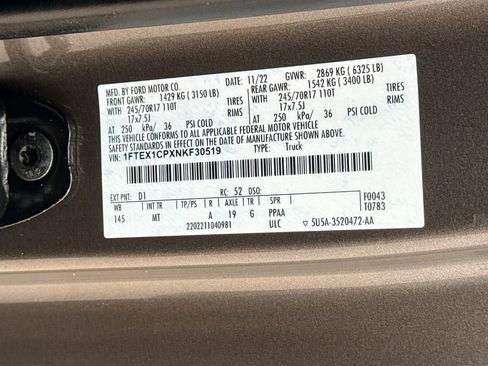 MFD. BY FORD MOTOR CO. DATE: 11/22 GVWR: 2869 KG ( 6325 LB)
FRONT GAWR: 1429 KG ( 3150 LB) REAR GAWR: 1542 KG ( 3400 LB)
245/70R17 110T TIRES 245/70R17 110T TIRES
17x7.5J RIMS 17x7.5J RIMS
AT 250 kPa/ 36 PSI COLD AT 250 kPa/ 36 PSI COLD
THIS VEHICLE CONFORMS TO ALL APPLICABLE FEDERAL MOTOR VEHICLE
SAFETY STANDARDS IN EFFECT ON THE DATE OF MANUFACTURE SHOWN ABOVE.
VIN: 1FTEX1CPXNKF30519 TYPE: Truck
EXT PNT: D1 RC: 52 DSO: F0043
WB INT TR TP/PS R AXLE TR SPR T0783
145 MT A 19 G PPAA
2202211040981 ULC ▽ SU5A-3520472-AA